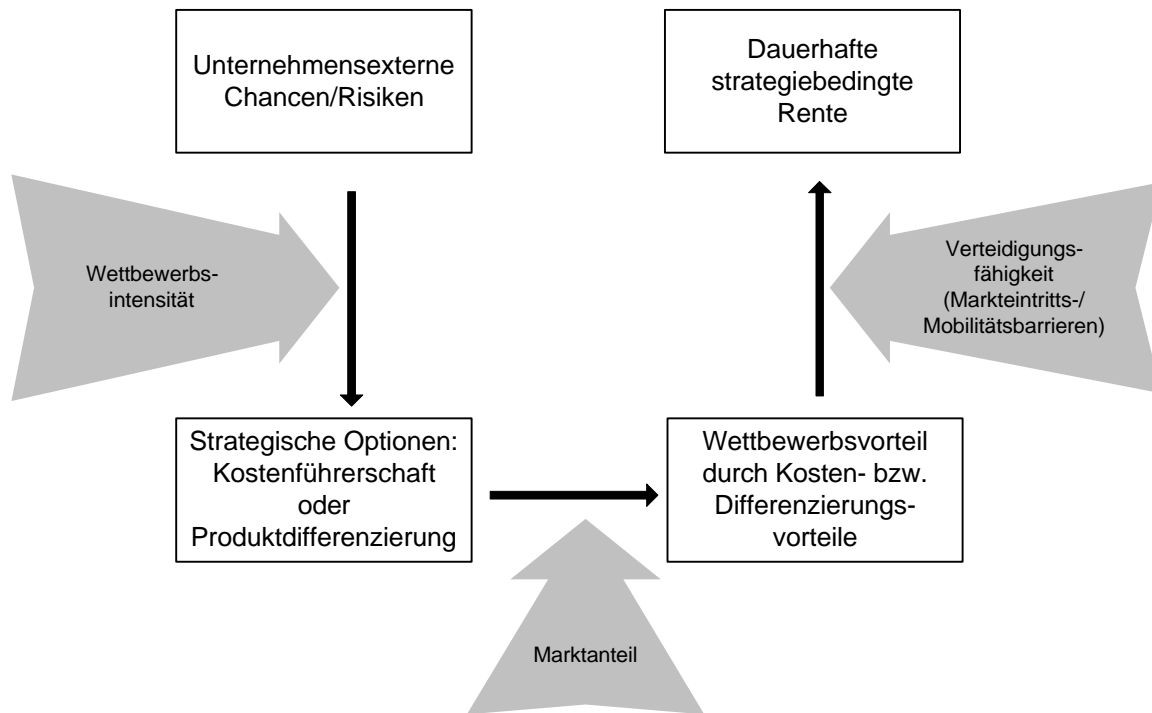 Unternehmensexterne
Chancen/Risiken
Dauerhafte
strategiebedingte
Rente
Wettbewerbs-
intensität
Verteidigungs-
fähigkeit
(Markteintritts-/
Mobilitätsbarrieren)
Strategische Optionen:
Kostenführerschaft
oder
Produktdifferenzierung
Wettbewerbsvorteil
durch Kosten- bzw.
Differenzierungs-
vorteile
Marktanteil